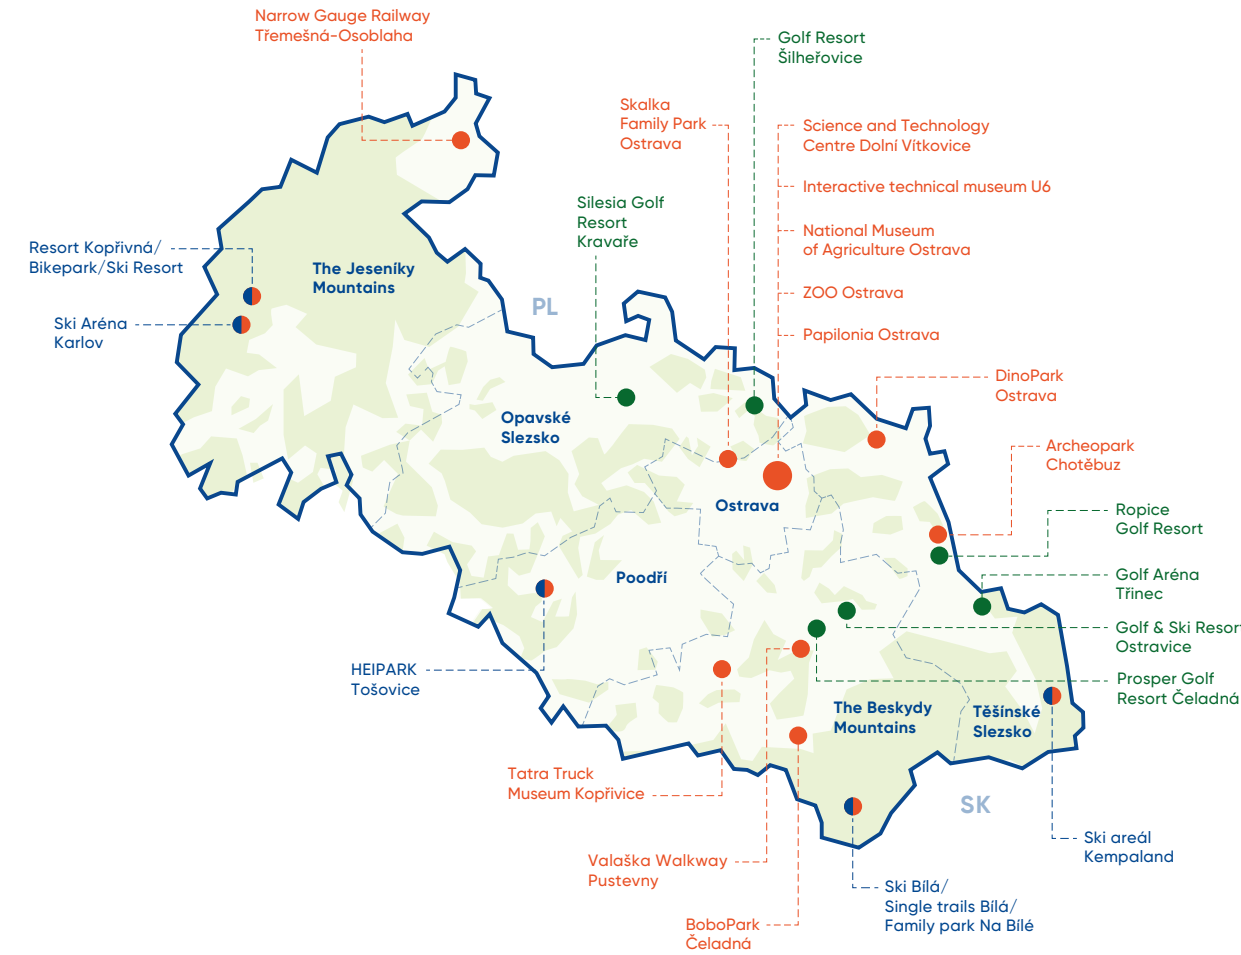 Narrow Gauge Railway
Třemešná-Osoblaha
Golf Resort
Šilheřovice
Skalka
Family Park
Ostrava
Science and Technology
Centre Dolní Vítkovice
Interactive technical museum U6
Silesia Golf
Resort
Kravaře
National Museum
of Agriculture Ostrava
Resort Kopřivná/
Bikepark/Ski Resort
The Jeseníky
Mountains
ZOO Ostrava
PL
Ski Aréna
Karlov
Papilonia Ostrava
DinoPark
Ostrava
Opavské
Slezsko
Archeopark
Chotěbuz
Ostrava
Ropice
Golf Resort
Poodří
Golf Aréna
Třinec
Golf & Ski Resort
Ostravice
HEIPARK
Tošovice
Prosper Golf
Resort Čeladná
The Beskydy
Mountains
Těšínské
Slezsko
Tatra Truck
Museum Kopřivice
SK
Ski areál
Kempaland
Valaška Walkway
Pustevny
Ski Bílá/
Single trails Bílá/
Family park Na Bílé
BoboPark
Čeladná